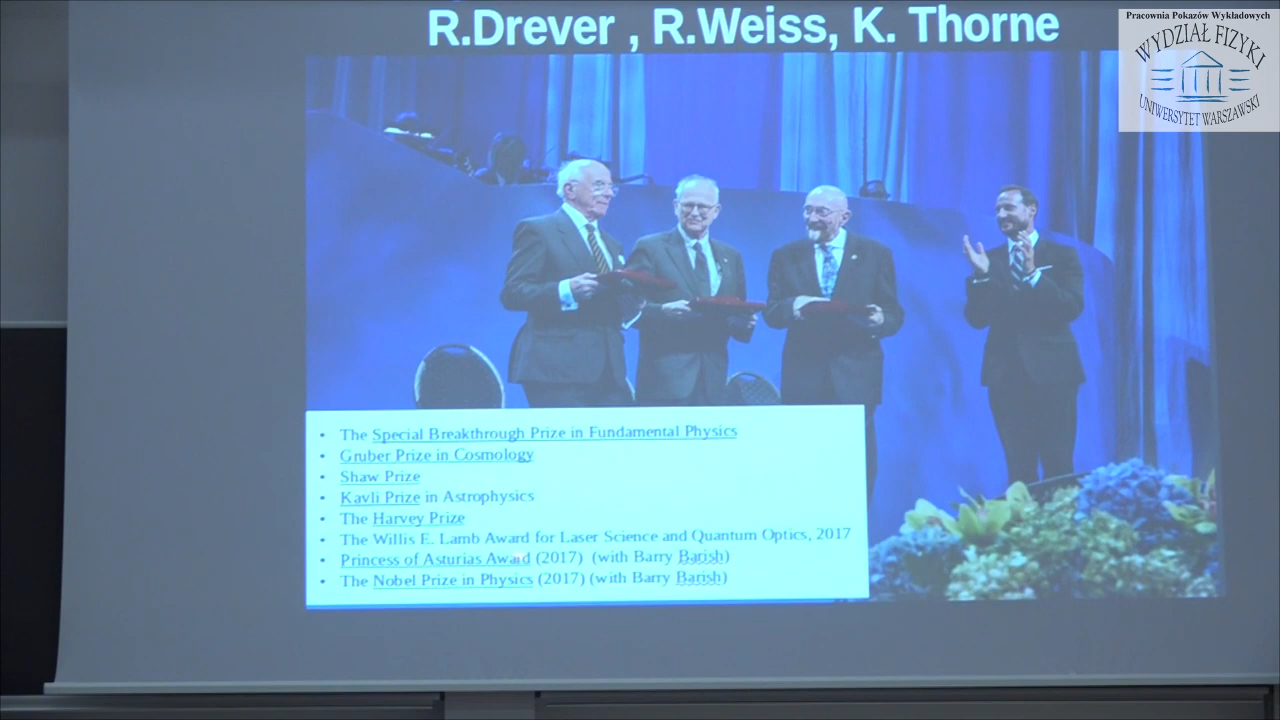 R.Drever , R.Weiss, K. Thorne
Pracownia Pokazów Wykładowych
WYDZIAŁ FIZYKI
UNIWERSYTET WARSZAWSKI
• The Special Breakthrough Prize in Fundamental Physics
• Gruber Prize in Cosmology
• Shaw Prize
• Kavli Prize in Astrophysics
• The Harvey Prize
• The Willis E. Lamb Award for Laser Science and Quantum Optics, 2017
• Princess of Asturias Award (2017) (with Barry Barish)
• The Nobel Prize in Physics (2017) (with Barry Barish)